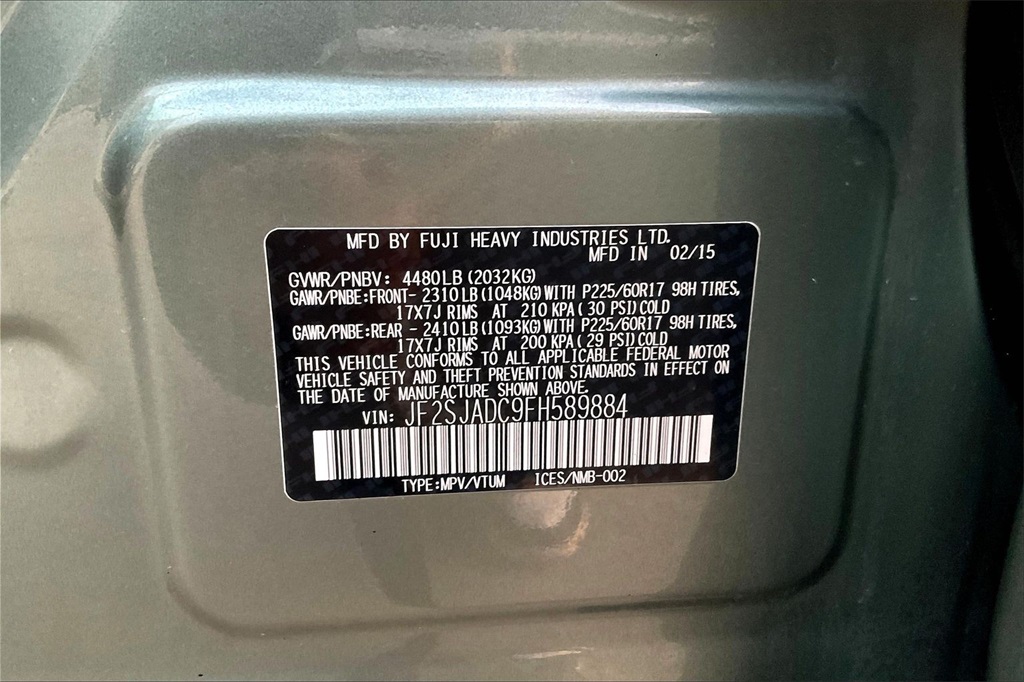 MFD BY FUJI HEAVY INDUSTRIES LTD.
MFD IN 02/15
GVWR/PNBV: 4480LB (2032KG)
GAWR/PNBE:FRONT- 2310LB (1048KG) WITH P225/60R17 98H TIRES,
17X7J RIMS AT 210 KPA ( 30 PSI) COLD
GAWR/PNBE:REAR - 2410LB (1093KG) WITH P225/60R17 98H TIRES,
17X7J RIMS AT 200 KPA (29 PSI) COLD
THIS VEHICLE CONFORMS TO ALL APPLICABLE FEDERAL MOTOR
VEHICLE SAFETY AND THEFT PREVENTION STANDARDS IN EFFECT ON
THE DATE OF MANUFACTURE SHOWN ABOVE.
VIN: JF2SJADC9FH589884
TYPE:MPV/VTUM ICES/NMB-002